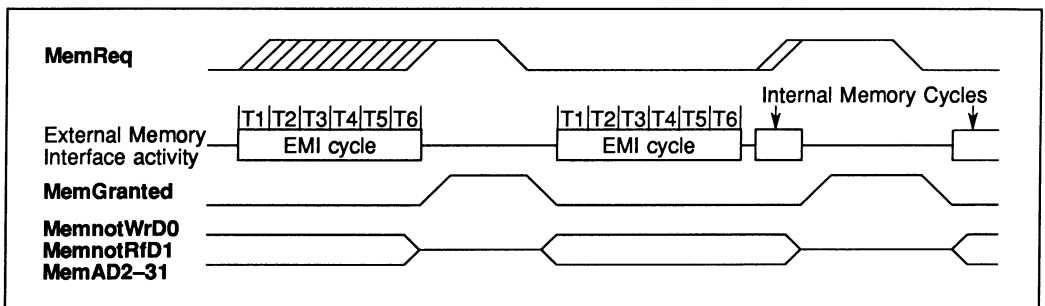 MemReq
Internal Memory Cycles
T1 T2 T3 T4 T5 T6
T1 T2 T3 T4 T5 T6
External Memory
Interface activity
EMI cycle
EMI cycle
MemGranted
MemnotWrD0
MemnotRfD1
MemAD2–31